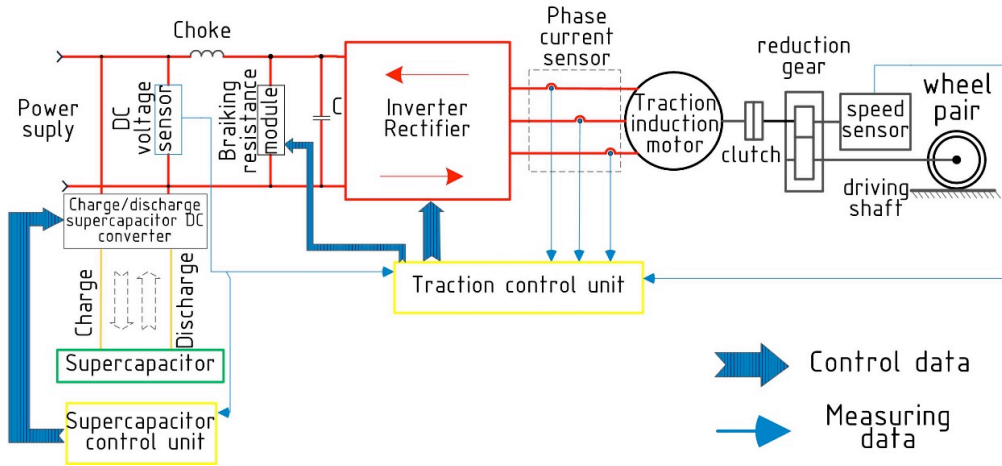 Choke
Power
suply
DC
voltage
sensor
Braiking
resistance
module
C
Inverter
Rectifier
Phase
current
sensor
Traction
induction
motor
clutch
reduction
gear
speed
sensor
wheel
pair
driving
shaft
Charge/discharge
supercapacitor DC
converter
Charge
Discharge
Supercapacitor
Supercapacitor
control unit
Traction control unit
Control data
Measuring
data